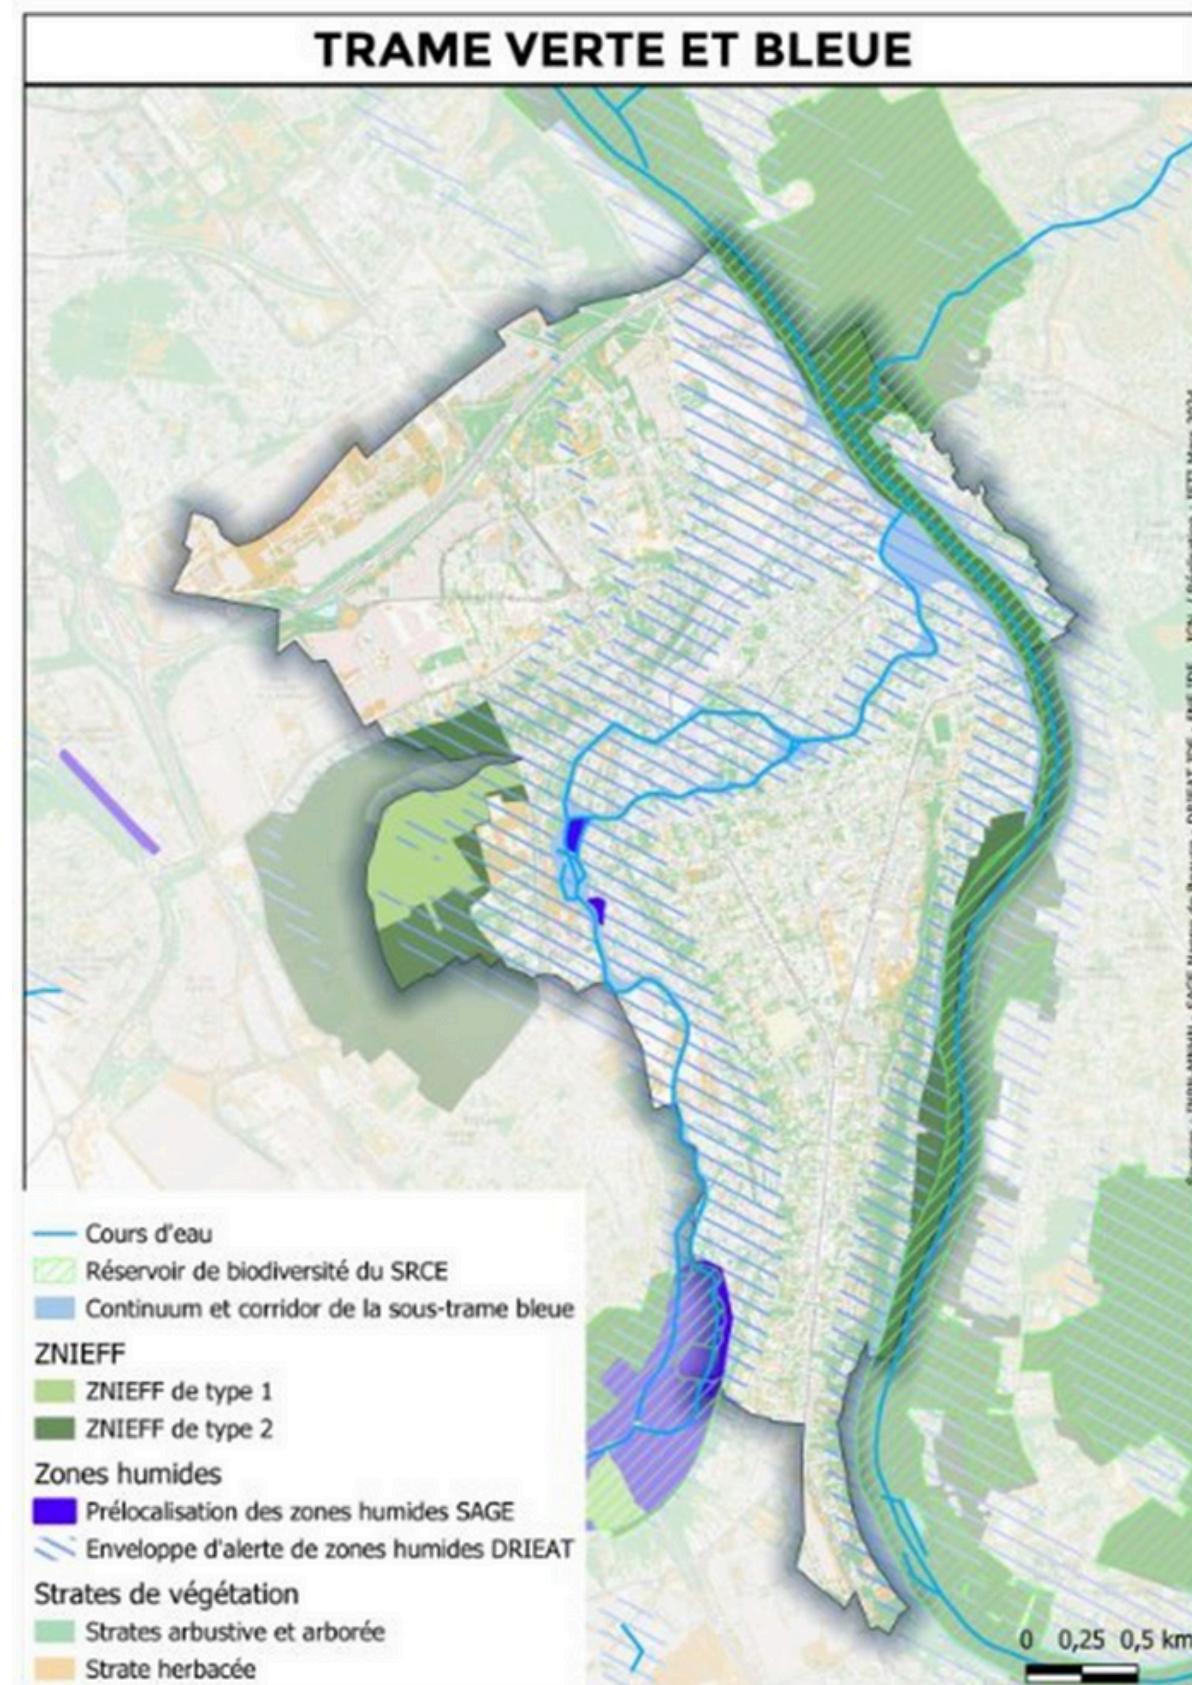 TRAME VERTE ET BLEUE
Cours d'eau
Réservoir de biodiversité du SRCE
Continuum et corridor de la sous-trame bleue
ZNIEFF
ZNIEFF de type 1
ZNIEFF de type 2
Zones humides
Prélocalisation des zones humides SAGE
Enveloppe d'alerte de zones humides DRIEAT
Strates de végétation
Strates arbustive et arborée
Strate herbacée
0 0,25 0,5 km